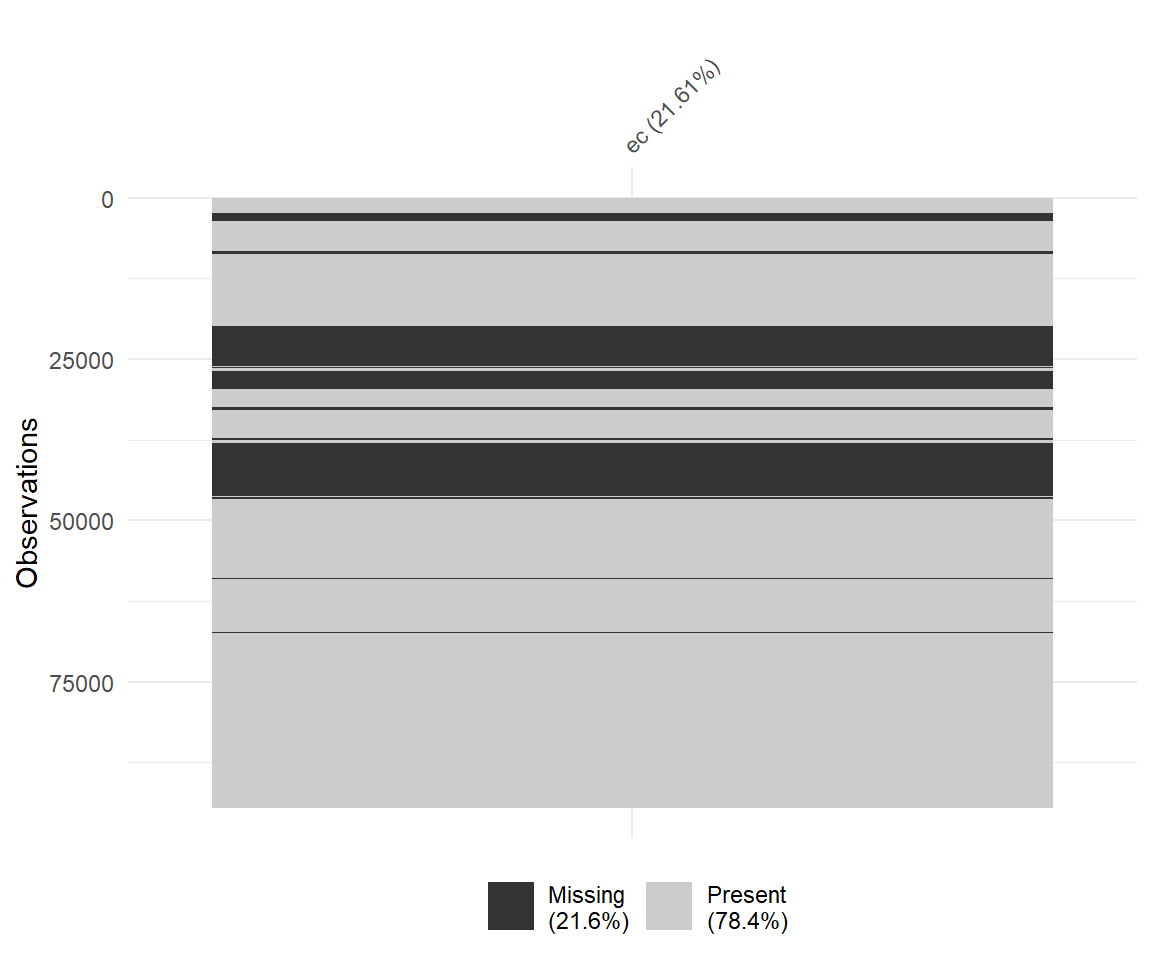 ec (21.61%)
0
25000
50000
75000
Observations
Missing
(21.6%)
Present
(78.4%)